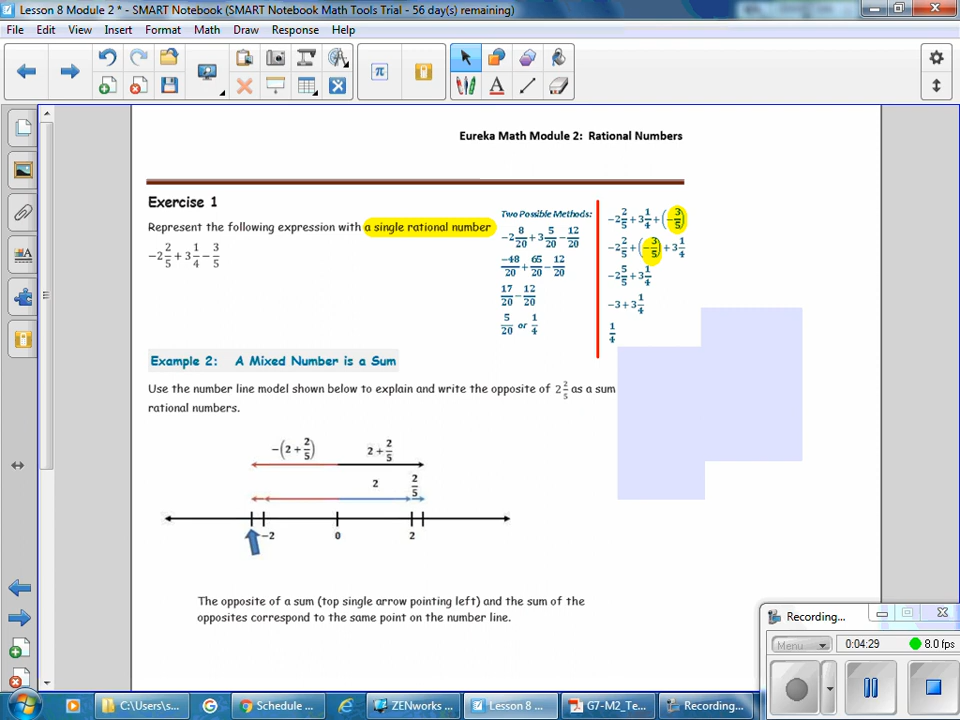 Lesson 8 Module 2 * - SMART Notebook (SMART Notebook Math Tools Trial - 56 day(s) remaining)
File Edit View Insert Format Math Draw Response Help
Eureka Math Module 2: Rational Numbers
Exercise 1
Represent the following expression with a single rational number
-2 2/5 + 3 1/4 - 3/5
Two Possible Methods:
-2 8/20 + 3 5/20 - 12/20
-48/20 + 65/20 - 12/20
17/20 - 12/20
5/20 or 1/4
-2 2/5 + 3 1/4 + (-3/5)
-2 2/5 + (-3/5) + 3 1/4
-2 5/5 + 3 1/4
-3 + 3 1/4
1/4
Example 2: A Mixed Number is a Sum
Use the number line model shown below to explain and write the opposite of 2 2/5 as a sum
rational numbers.
-(2 + 2/5) 2 + 2/5
2 2/5
-2 0 2
The opposite of a sum (top single arrow pointing left) and the sum of the
opposites correspond to the same point on the number line.
Recording...
Menu 0:04:29 8.0 fps
C:\Users\s... Schedule ... ZENworks ... Lesson 8 ... G7-M2_Te... Recording...